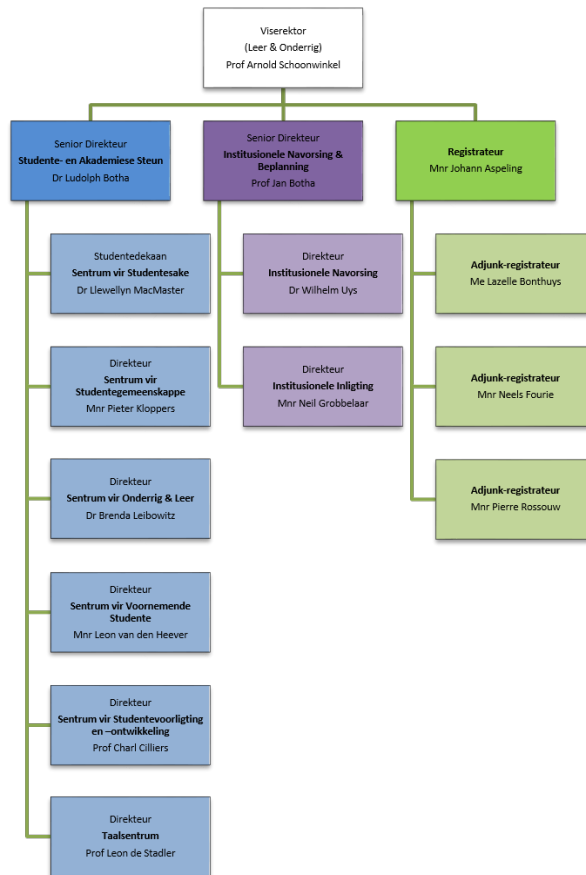 Viserektor
(Leer & Onderrig)
Prof Arnold Schoonwinkel
Senior Direkteur
Studente- en Akademiese Steun
Dr Ludolph Botha
Senior Direkteur
Institusionele Navorsing &
Beplanning
Prof Jan Botha
Registrateur
Mnr Johann Aspeling
Studentedekaan
Sentrum vir Studentesake
Dr Llewellyn MacMaster
Direkteur
Institusionele Navorsing
Dr Wilhelm Uys
Adjunk-registrateur
Me Lazelle Bonthuys
Direkteur
Sentrum vir
Studentegemeenskappe
Mnr Pieter Kloppers
Direkteur
Institusionele Inligting
Mnr Neil Grobbelaar
Adjunk-registrateur
Mnr Neels Fourie
Direkteur
Sentrum vir Onderrig & Leer
Dr Brenda Leibowitz
Adjunk-registrateur
Mnr Pierre Rossouw
Direkteur
Sentrum vir Voornemende
Studente
Mnr Leon van den Heever
Direkteur
Sentrum vir Studentevoorligting
en –ontwikkeling
Prof Charl Cilliers
Direkteur
Taalsentrum
Prof Leon de Stadler